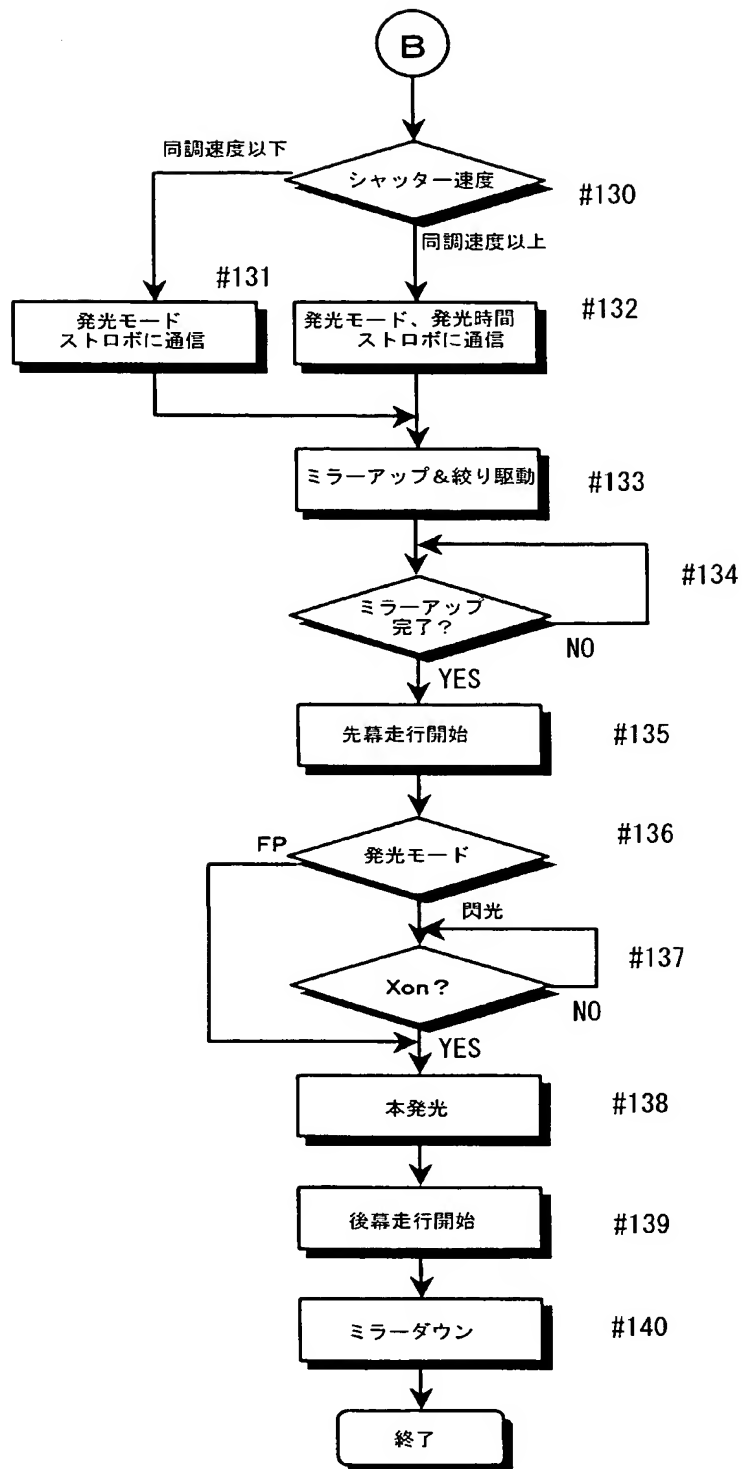 B
同調速度以下
シャッター速度
#130
同調速度以上
#131
発光モード
ストロボに通信
発光モード、発光時間
ストロボに通信
#132
ミラーアップ&絞り駆動
#133
#134
ミラーアップ
完了?
NO
YES
先幕走行開始
#135
FP
発光モード
#136
閃光
#137
Xon?
NO
YES
本発光
#138
後幕走行開始
#139
ミラーダウン
#140
終了